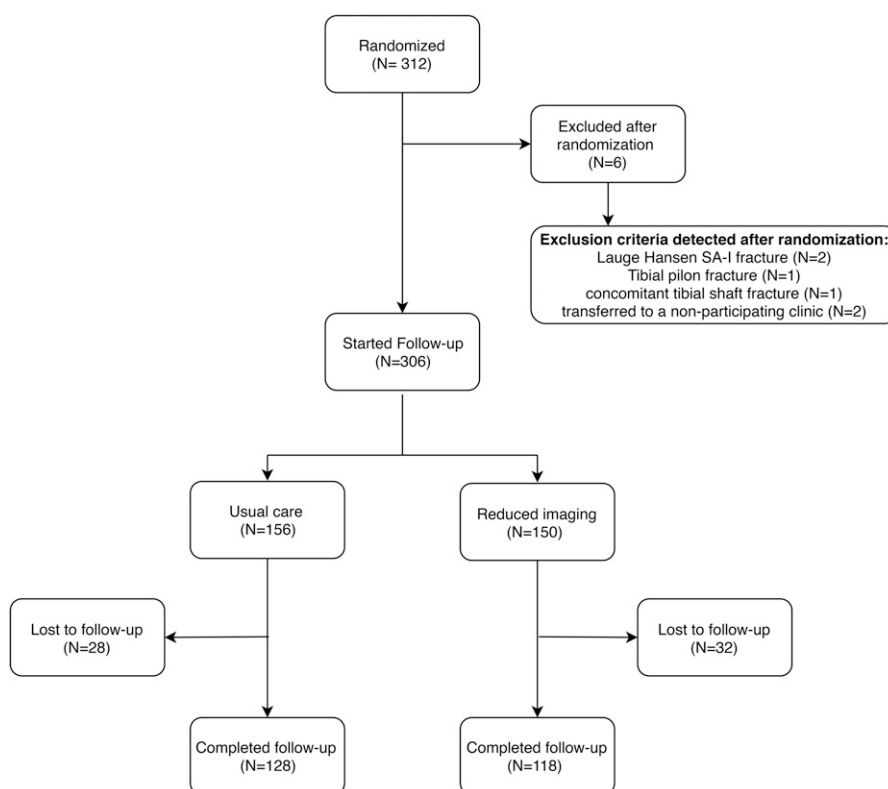 Randomized
(N= 312)
Excluded after
randomization
(N=6)
Exclusion criteria detected after randomization:
Lauge Hansen SA-I fracture (N=2)
Tibial pilon fracture (N=1)
concomitant tibial shaft fracture (N=1)
transferred to a non-participating clinic (N=2)
Started Follow-up
(N=306)
Usual care
(N=156)
Reduced imaging
(N=150)
Lost to follow-up
(N=28)
Lost to follow-up
(N=32)
Completed follow-up
(N=128)
Completed follow-up
(N=118)